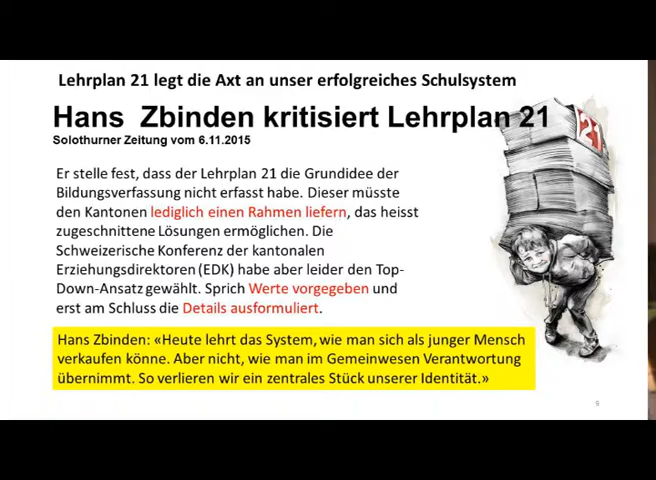 Lehrplan 21 legt die Axt an unser erfolgreiches Schulsystem
Hans Zbinden kritisiert Lehrplan 21
Solothurner Zeitung vom 6.11.2015
21
Er stelle fest, dass der Lehrplan 21 die Grundidee der
Bildungsverfassung nicht erfasst habe. Dieser müsste
den Kantonen lediglich einen Rahmen liefern, das heisst
zugeschnittene Lösungen ermöglichen. Die
Schweizerische Konferenz der kantonalen
Erziehungsdirektoren (EDK) habe aber leider den Top-
Down-Ansatz gewählt. Sprich Werte vorgegeben und
erst am Schluss die Details ausformuliert.
Hans Zbinden: «Heute lehrt das System, wie man sich als junger Mensch
verkaufen könne. Aber nicht, wie man im Gemeinwesen Verantwortung
übernimmt. So verlieren wir ein zentrales Stück unserer Identität.»